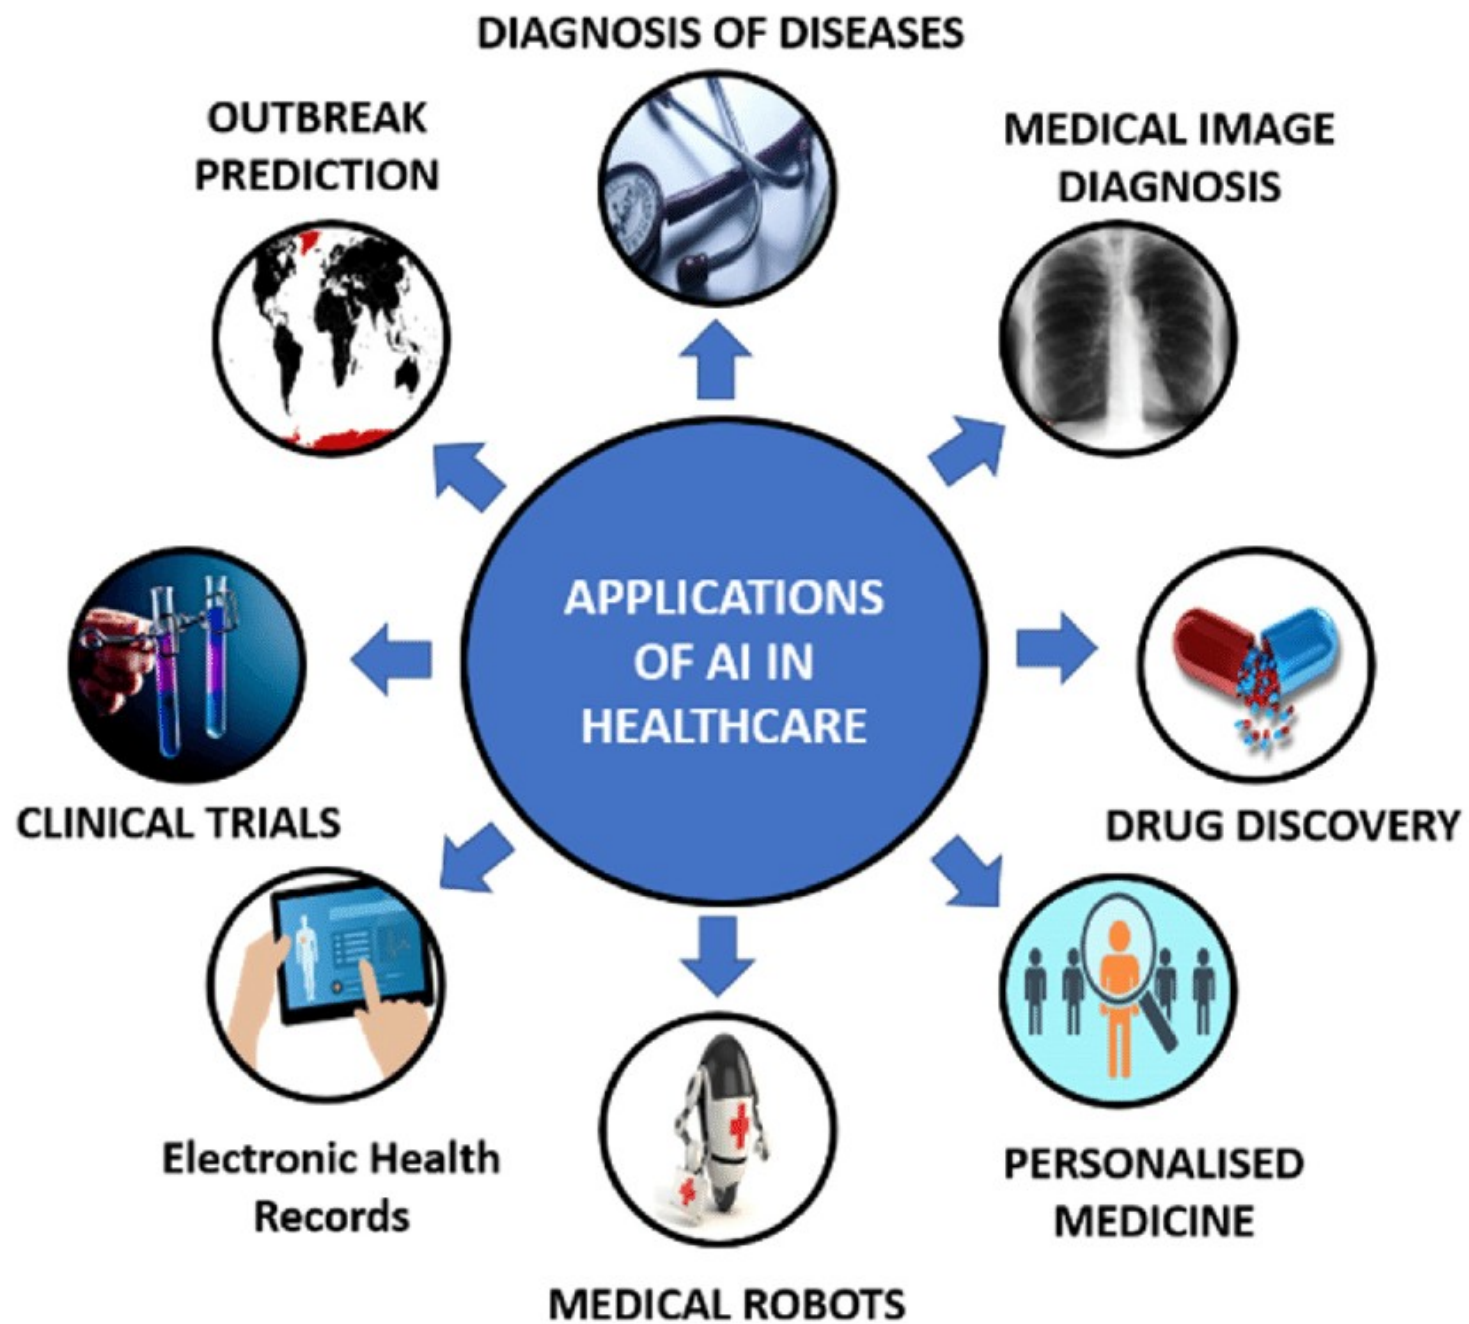 DIAGNOSIS OF DISEASES
OUTBREAK
PREDICTION
MEDICAL IMAGE
DIAGNOSIS
APPLICATIONS
OF AI IN
HEALTHCARE
CLINICAL TRIALS
DRUG DISCOVERY
Electronic Health
Records
PERSONALISED
MEDICINE
MEDICAL ROBOTS